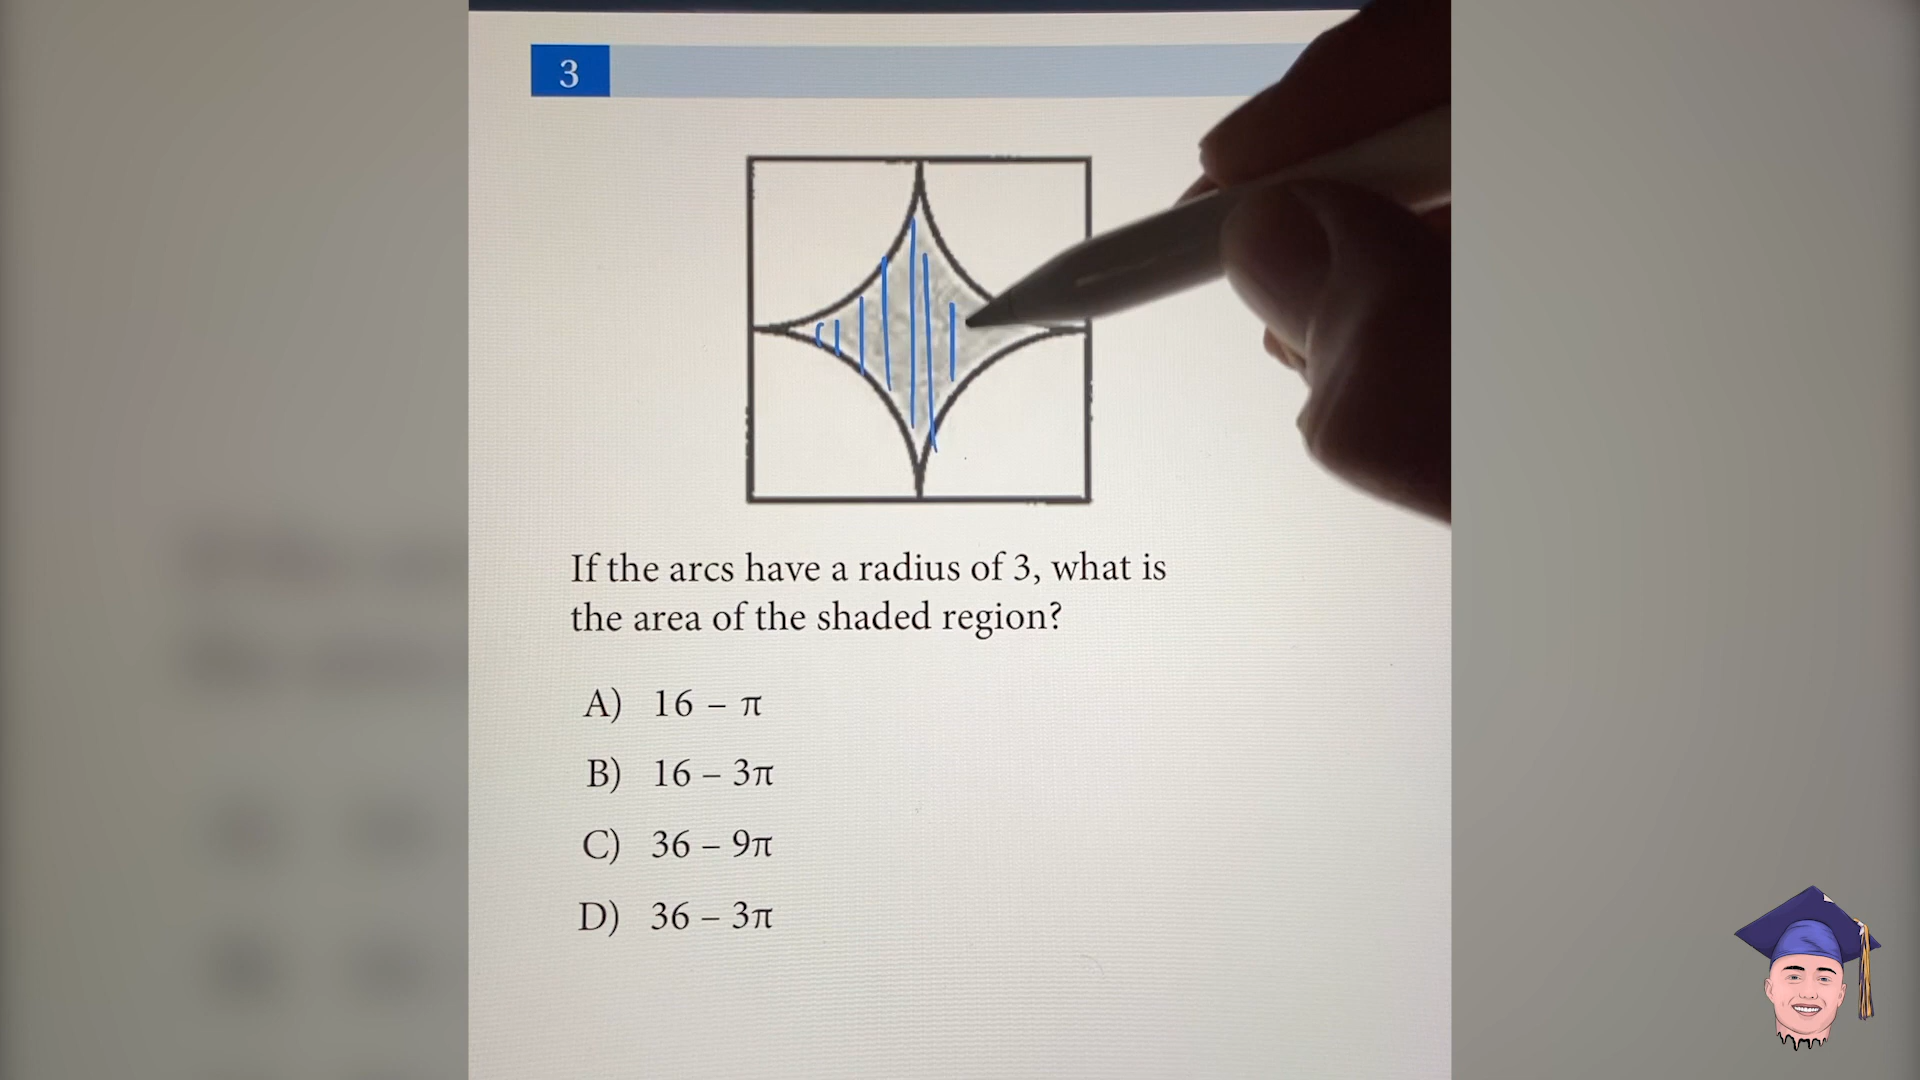 3
If the arcs have a radius of 3, what is
the area of the shaded region?
A) 16 – π
B) 16 – 3π
C) 36 – 9π
D) 36 – 3π